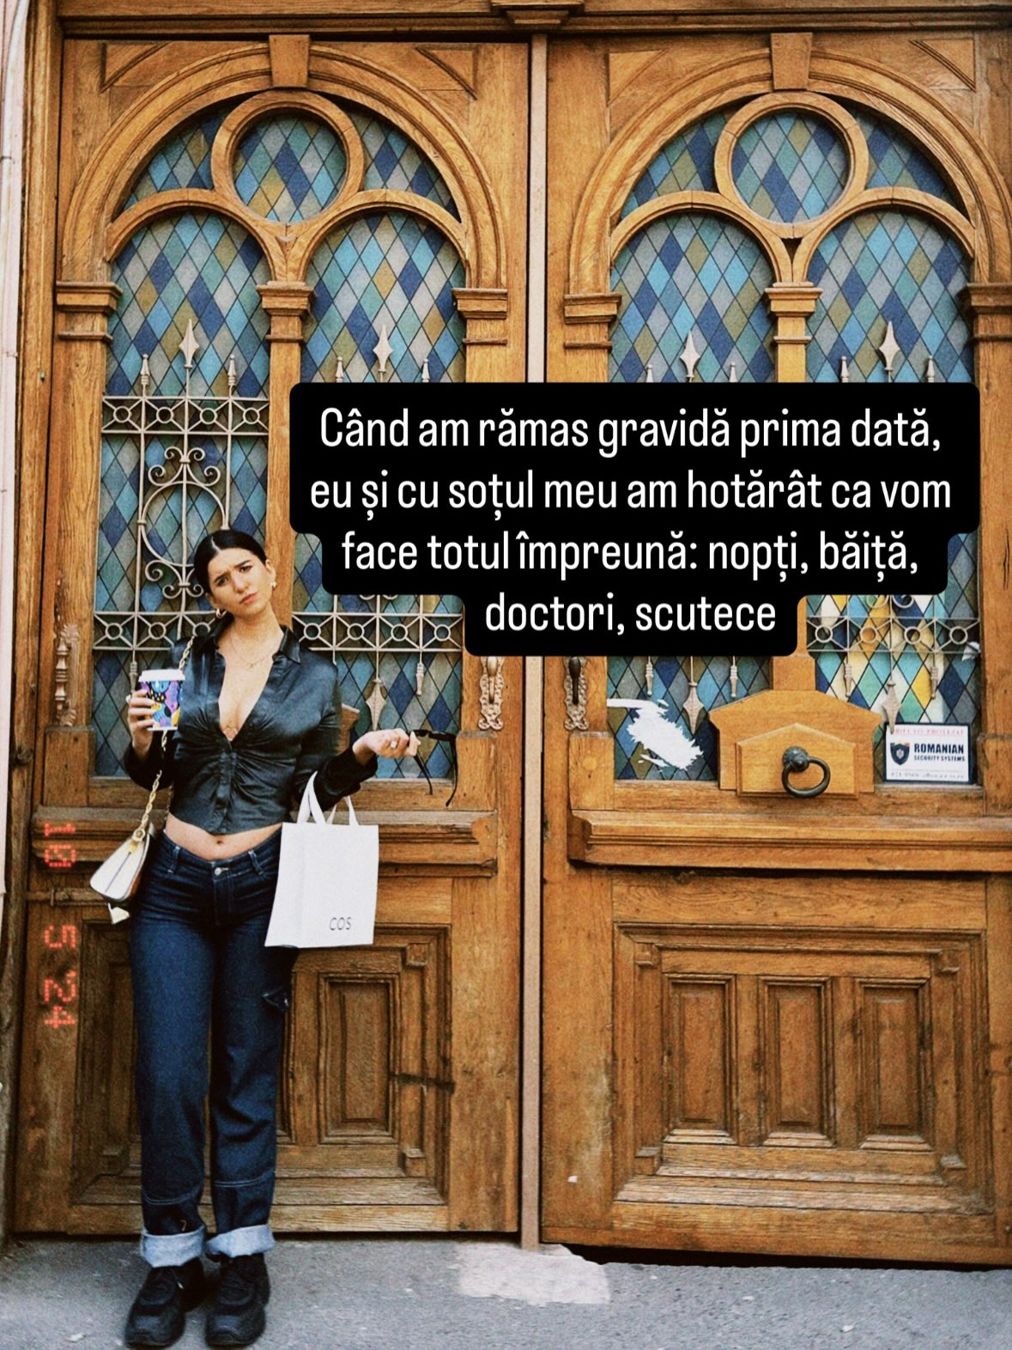 Când am rămas gravidă prima dată,
eu și cu soțul meu am hotărât ca vom
face totul împreună: nopți, băiță,
doctori, scutece
ROMANIAN
SECURITY SYSTEMS
COS
10 5 '24